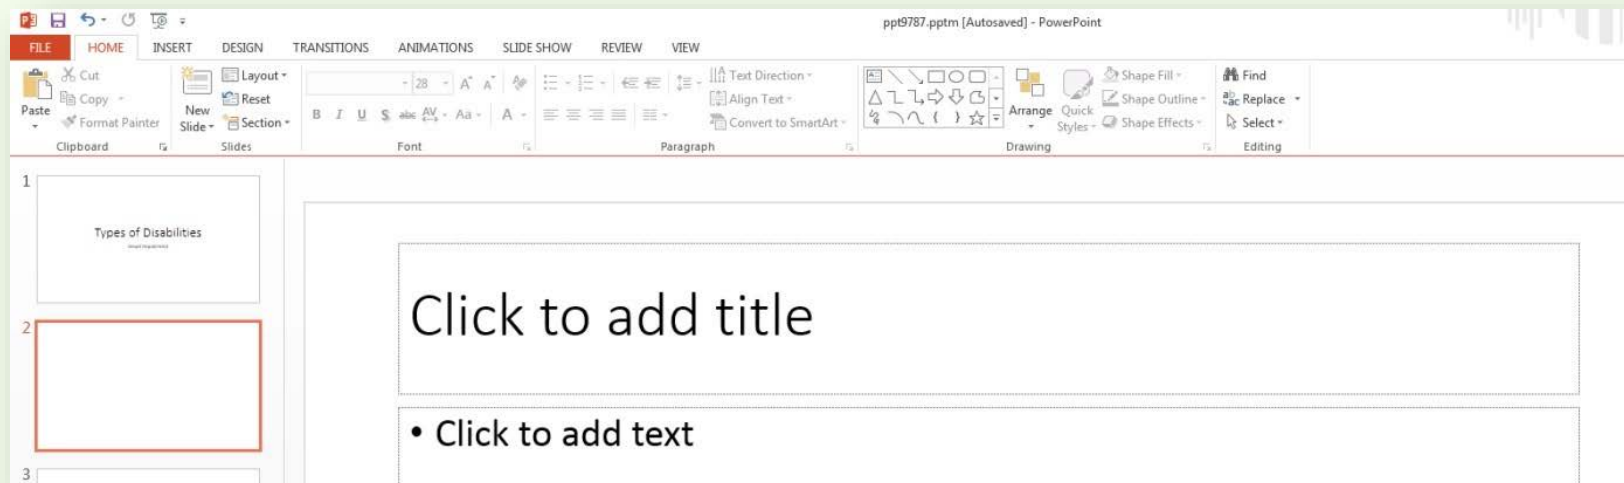 ppt9787.pptm [Autosaved] - PowerPoint
FILE HOME INSERT DESIGN TRANSITIONS ANIMATIONS SLIDE SHOW REVIEW VIEW
Paste
Cut
Copy
Format Painter
Clipboard
New
Slide
Layout
Reset
Section
Slides
28 A A
B I U S abc AV Aa A
Font
Text Direction
Align Text
Convert to SmartArt
Paragraph
Arrange
Quick
Styles
Shape Fill
Shape Outline
Shape Effects
Drawing
Find
Replace
Select
Editing
1
Types of Disabilities
2
3
Click to add title
• Click to add text